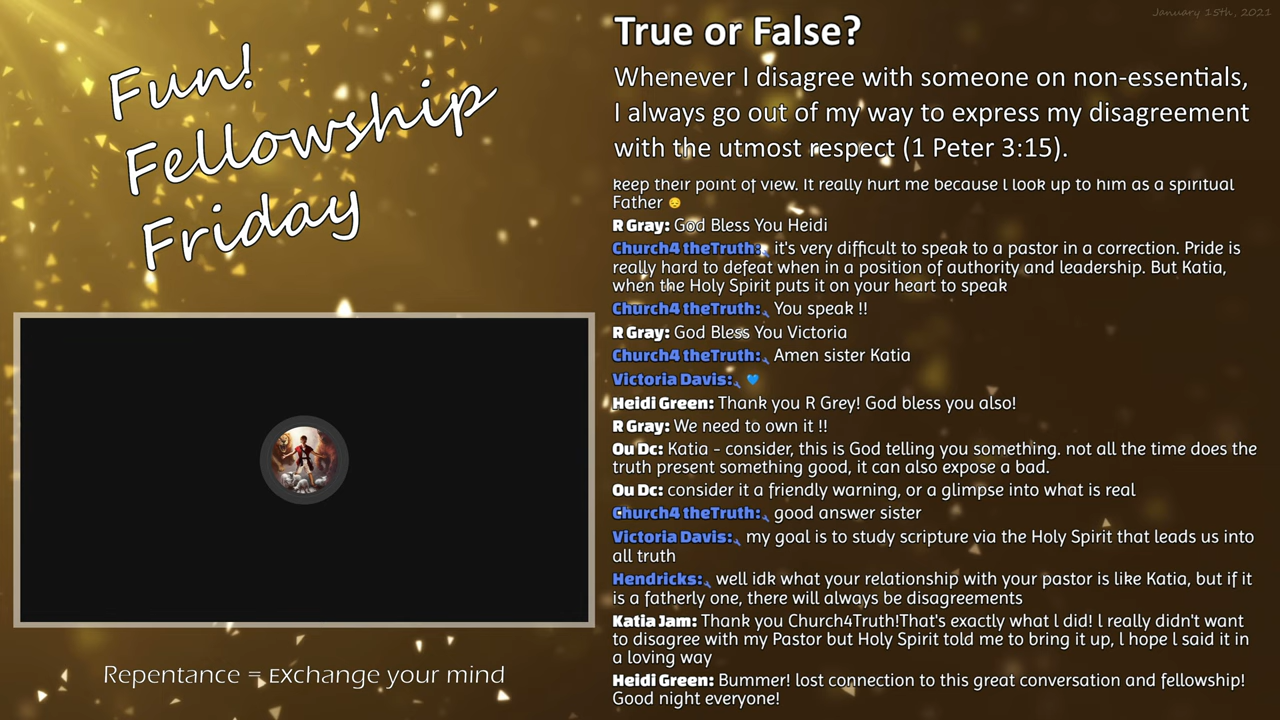 January 15th, 2021
Fun!
Fellowship
Friday
Repentance = Exchange your mind
True or False?
Whenever I disagree with someone on non-essentials,
I always go out of my way to express my disagreement
with the utmost respect (1 Peter 3:15).
keep their point of view. It really hurt me because I look up to him as a spiritual
Father 😔
R Gray: God Bless You Heidi
Church4 theTruth: it's very difficult to speak to a pastor in a correction. Pride is
really hard to defeat when in a position of authority and leadership. But Katia,
when the Holy Spirit puts it on your heart to speak
Church4 theTruth: You speak !!
R Gray: God Bless You Victoria
Church4 theTruth: Amen sister Katia
Victoria Davis: 💙
Heidi Green: Thank you R Grey! God bless you also!
R Gray: We need to own it !!
Ou Dc: Katia - consider, this is God telling you something. not all the time does the
truth present something good, it can also expose a bad.
Ou Dc: consider it a friendly warning, or a glimpse into what is real
Church4 theTruth: good answer sister
Victoria Davis: my goal is to study scripture via the Holy Spirit that leads us into
all truth
Hendricks: well idk what your relationship with your pastor is like Katia, but if it
is a fatherly one, there will always be disagreements
Katia Jam: Thank you Church4Truth!That's exactly what I did! I really didn't want
to disagree with my Pastor but Holy Spirit told me to bring it up, I hope I said it in
a loving way
Heidi Green: Bummer! lost connection to this great conversation and fellowship!
Good night everyone!